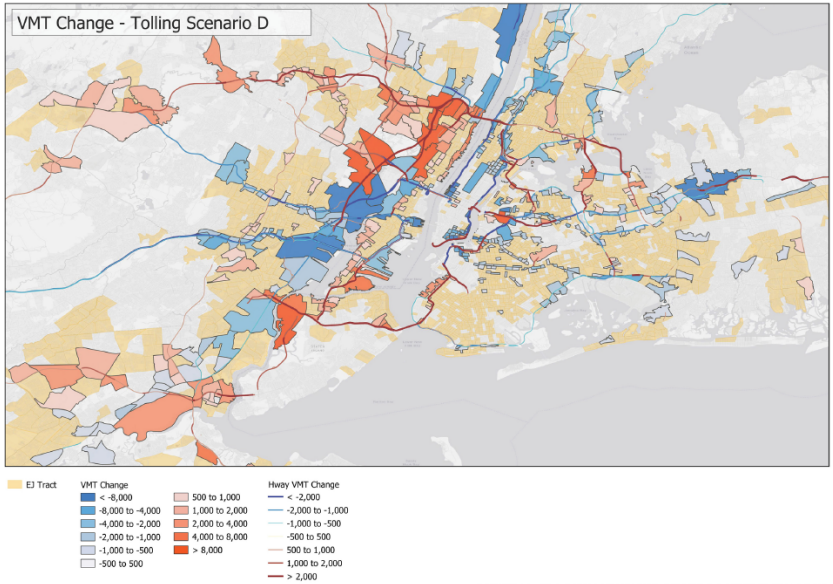 VMT Change - Tolling Scenario D
EJ Tract
VMT Change
< -8,000
-8,000 to -4,000
-4,000 to -2,000
-2,000 to -1,000
-1,000 to -500
-500 to 500
500 to 1,000
1,000 to 2,000
2,000 to 4,000
4,000 to 8,000
> 8,000
Hway VMT Change
< -2,000
-2,000 to -1,000
-1,000 to -500
-500 to 500
500 to 1,000
1,000 to 2,000
> 2,000